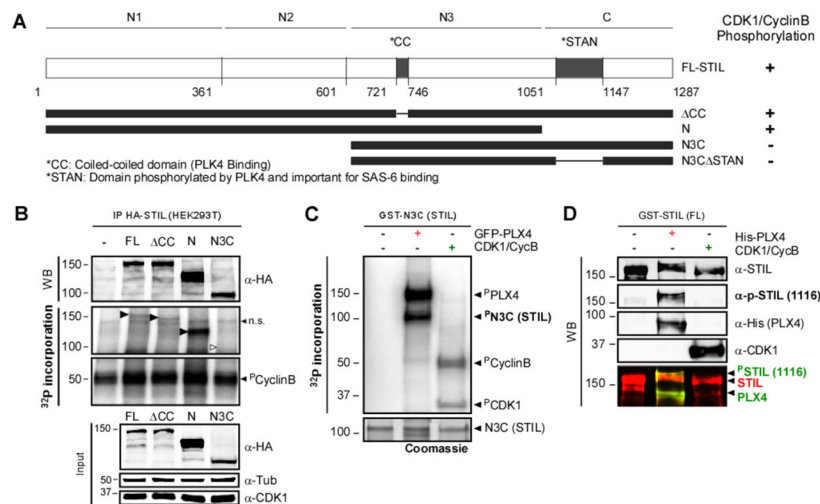 A
N1 N2 N3 C
CDK1/CyclinB
Phosphorylation
*CC *STAN
FL-STIL +
1 361 601 721 746 1051 1147 1287
ΔCC +
N +
N3C -
N3CΔSTAN -
*CC: Coiled-coiled domain (PLK4 Binding)
*STAN: Domain phosphorylated by PLK4 and important for SAS-6 binding
B
IP HA-STIL (HEK293T)
- FL ΔCC N N3C
WB
150
100
α-HA
32P incorporation
150
100
n.s.
50
PCyclinB
FL ΔCC N N3C
Input
150
100
α-HA
50
α-Tub
37
α-CDK1
C
GST-N3C (STIL)
GFP-PLX4 - + -
CDK1/CycB - - +
32P incorporation
150
PPLX4
100
PN3C (STIL)
50
PCyclinB
37
PCDK1
100
N3C (STIL)
Coomassie
D
GST-STIL (FL)
His-PLX4 - + -
CDK1/CycB - - +
WB
150
α-STIL
150
α-p-STIL (1116)
α-His (PLX4)
37
α-CDK1
PSTIL (1116)
150
STIL
PLX4